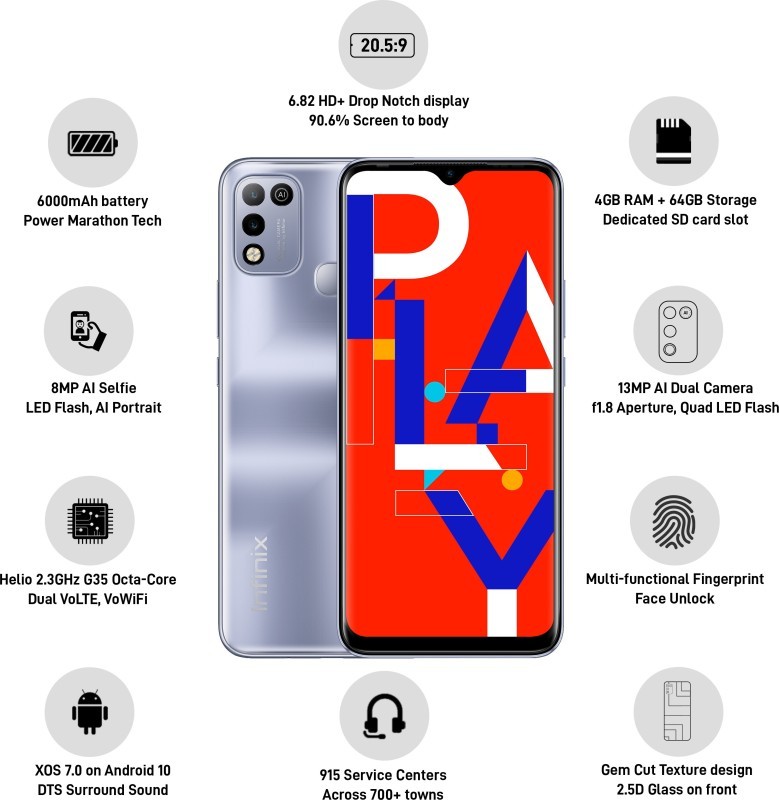 20.5:9
6.82 HD+ Drop Notch display
90.6% Screen to body
6000mAh battery
Power Marathon Tech
4GB RAM + 64GB Storage
Dedicated SD card slot
AI
PLAY
Infinix
8MP AI Selfie
LED Flash, AI Portrait
AI
13MP AI Dual Camera
f1.8 Aperture, Quad LED Flash
Helio 2.3GHz G35 Octa-Core
Dual VoLTE, VoWiFi
Multi-functional Fingerprint
Face Unlock
XOS 7.0 on Android 10
DTS Surround Sound
915 Service Centers
Across 700+ towns
Gem Cut Texture design
2.5D Glass on front